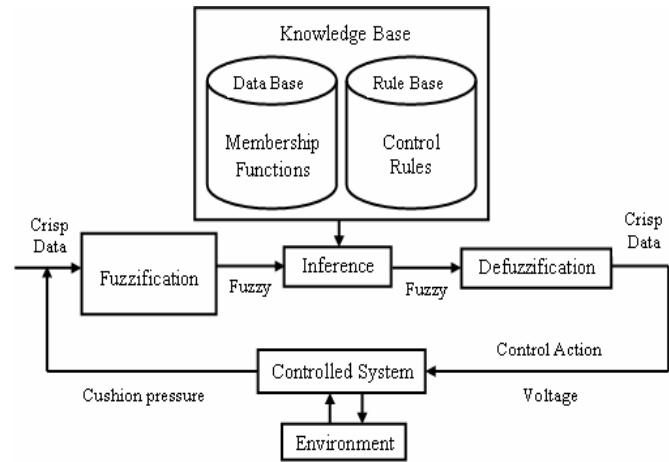 Knowledge Base
Data Base
Rule Base
Membership
Functions
Control
Rules
Crisp
Data
Fuzzification
Fuzzy
Inference
Fuzzy
Defuzzification
Crisp
Data
Control Action
Voltage
Controlled System
Cushion pressure
Environment